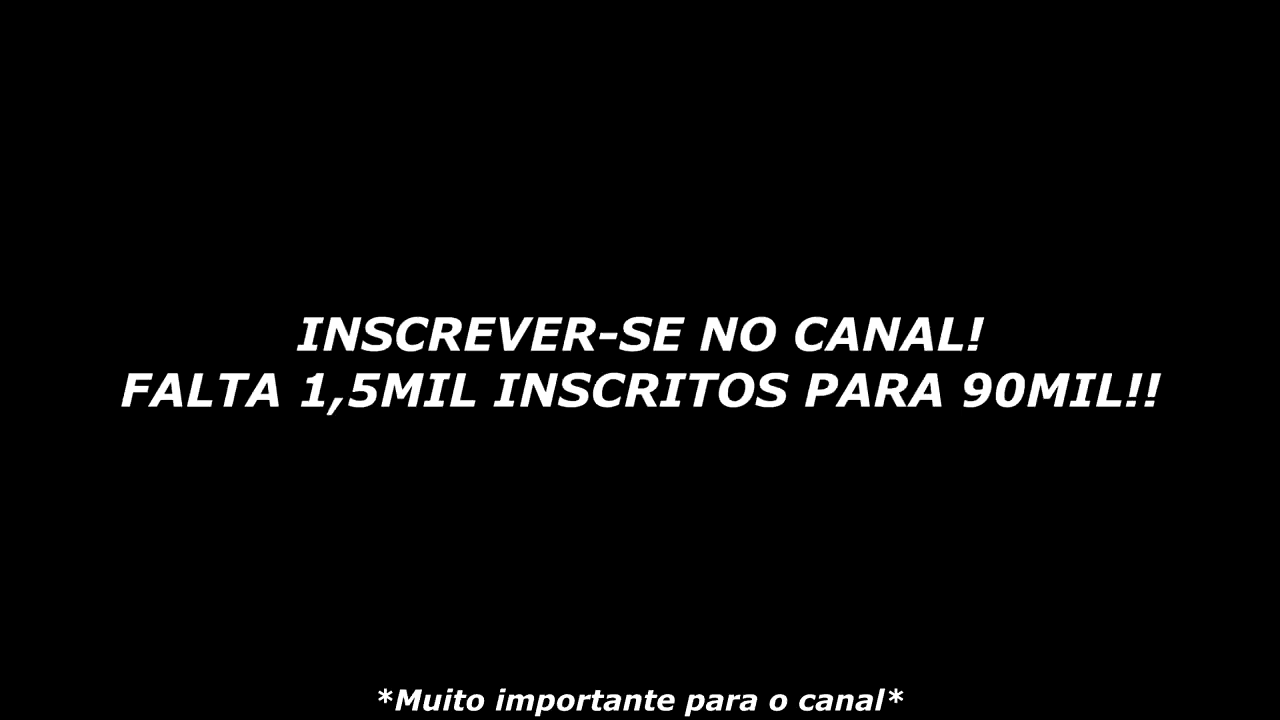 INSCREVER-SE NO CANAL!
FALTA 1,5MIL INSCRITOS PARA 90MIL!!
*Muito importante para o canal*